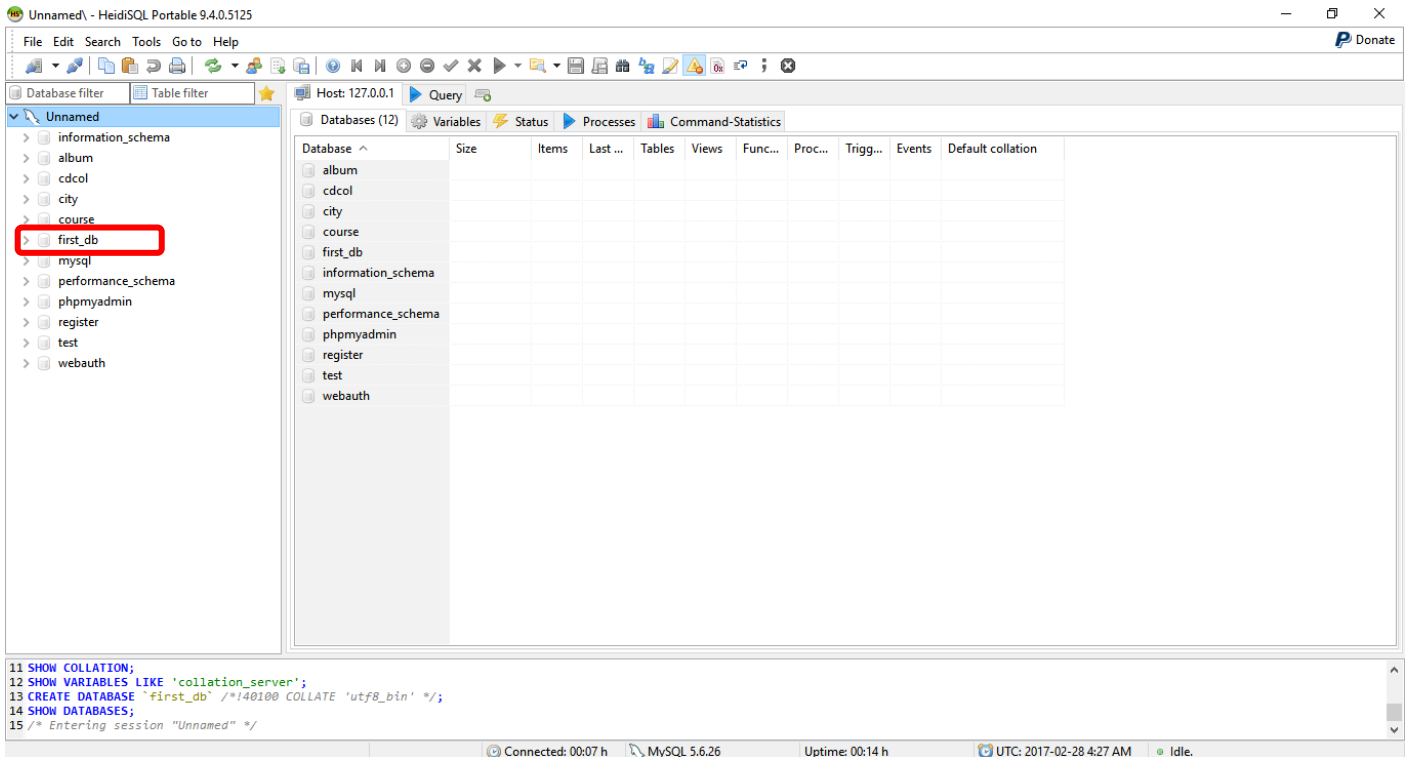 Unnamed\ - HeidiSQL Portable 9.4.0.5125
File Edit Search Tools Go to Help
Donate
Database filter Table filter
Host: 127.0.0.1 Query
Unnamed
information_schema
album
cdcol
city
course
first_db
mysql
performance_schema
phpmyadmin
register
test
webauth
Databases (12) Variables Status Processes Command-Statistics
Database Size Items Last ... Tables Views Func... Proc... Trigg... Events Default collation
album
cdcol
city
course
first_db
information_schema
mysql
performance_schema
phpmyadmin
register
test
webauth
11 SHOW COLLATION;
12 SHOW VARIABLES LIKE 'collation_server';
13 CREATE DATABASE `first_db` /*!40100 COLLATE 'utf8_bin' */;
14 SHOW DATABASES;
15 /* Entering session "Unnamed" */
Connected: 00:07 h MySQL 5.6.26 Uptime: 00:14 h UTC: 2017-02-28 4:27 AM Idle.